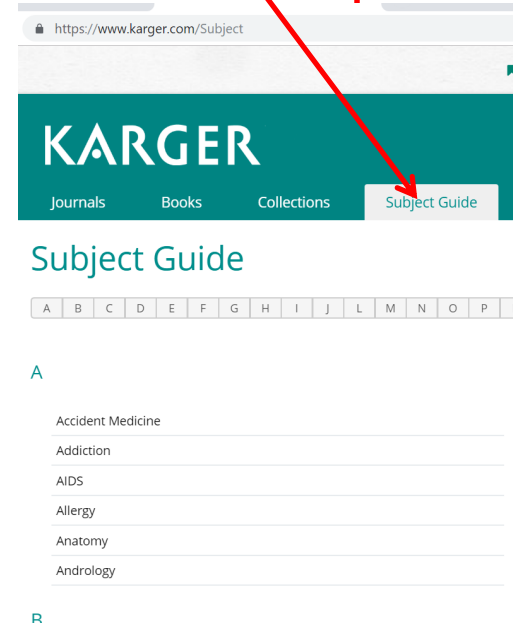 https://www.karger.com/Subject
KARGER
Journals Books Collections Subject Guide
Subject Guide
A B C D E F G H I J L M N O P
A
Accident Medicine
Addiction
AIDS
Allergy
Anatomy
Andrology
B